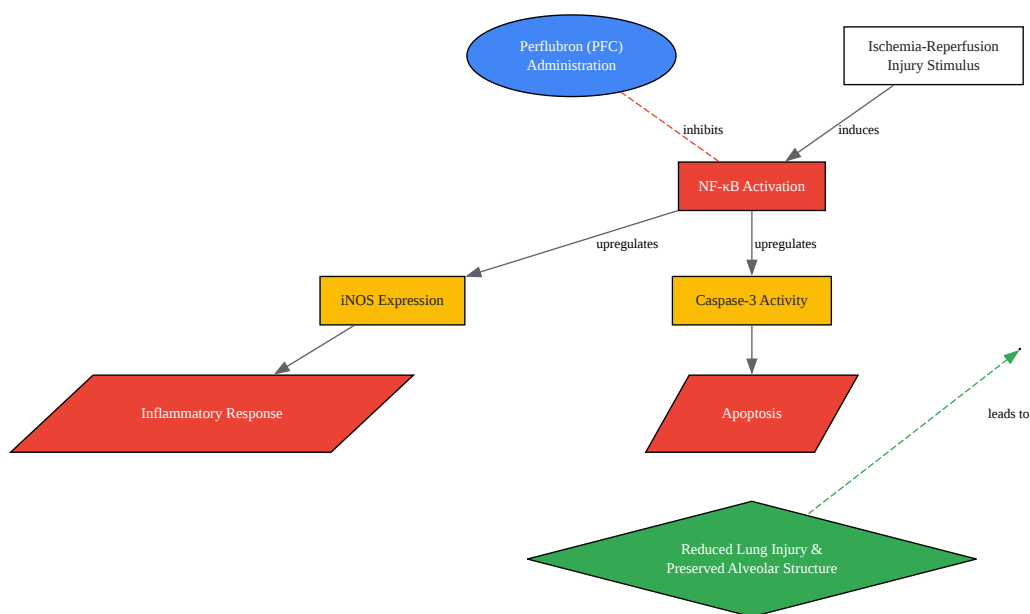 Perflubron (PFC)
Administration
Ischemia-Reperfusion
Injury Stimulus
inhibits
induces
NF-κB Activation
upregulates
upregulates
iNOS Expression
Caspase-3 Activity
Inflammatory Response
Apoptosis
leads to
Reduced Lung Injury &
Preserved Alveolar Structure